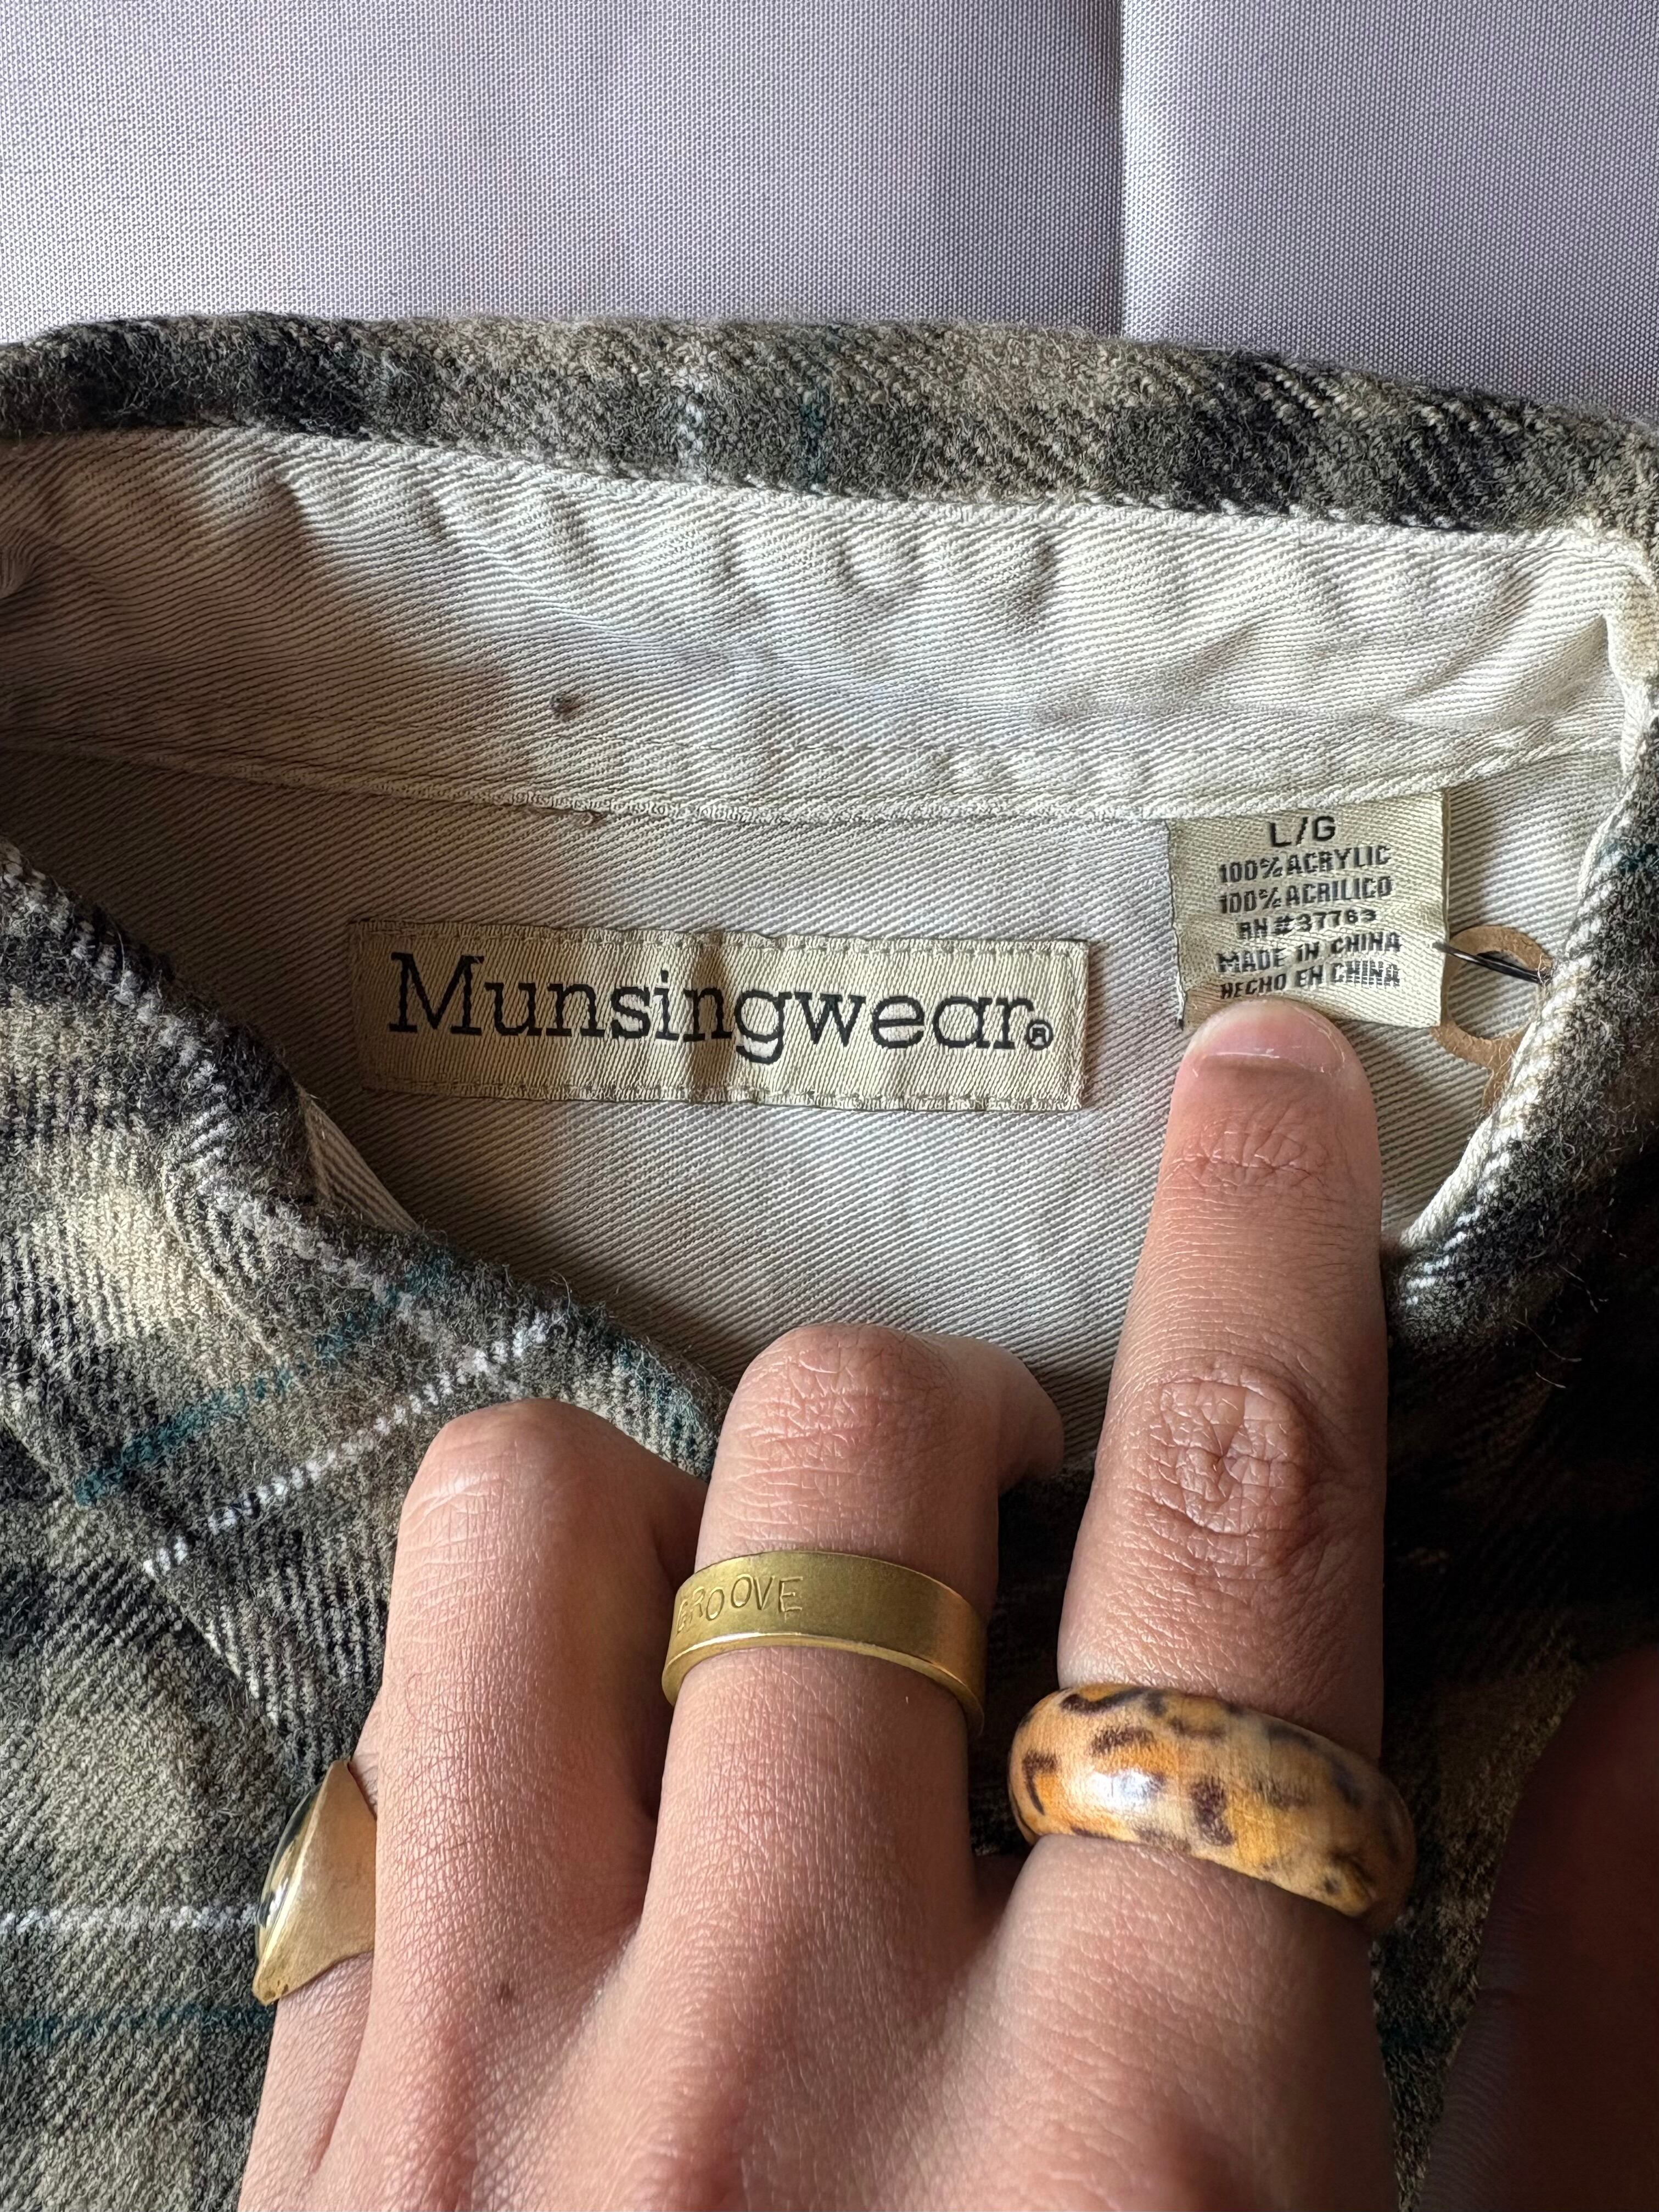 L/G
100% ACRYLIC
100% ACRILICO
RN # 37763
MADE IN CHINA
HECHO EN CHINA
Munsingwear®
GROOVE